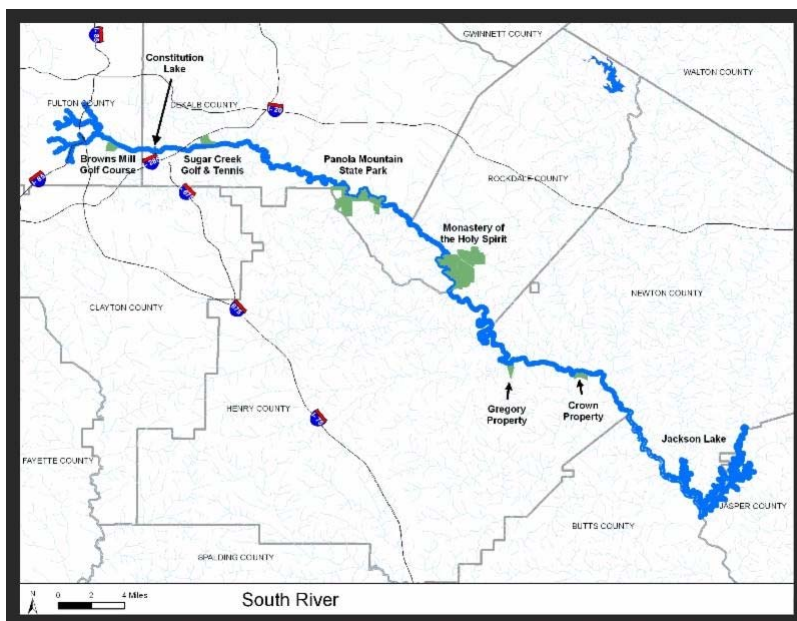 GWINNETT COUNTY
WALTON COUNTY
Constitution
Lake
FULTON COUNTY
DEKALB COUNTY
Browns Mill
Golf Course
Sugar Creek
Golf & Tennis
Panola Mountain
State Park
ROCKDALE COUNTY
Monastery of
the Holy Spirit
CLAYTON COUNTY
NEWTON COUNTY
HENRY COUNTY
Gregory
Property
Crown
Property
Jackson Lake
FAYETTE COUNTY
JASPER COUNTY
BUTTS COUNTY
SPALDING COUNTY
N
0 2 4 Miles
South River